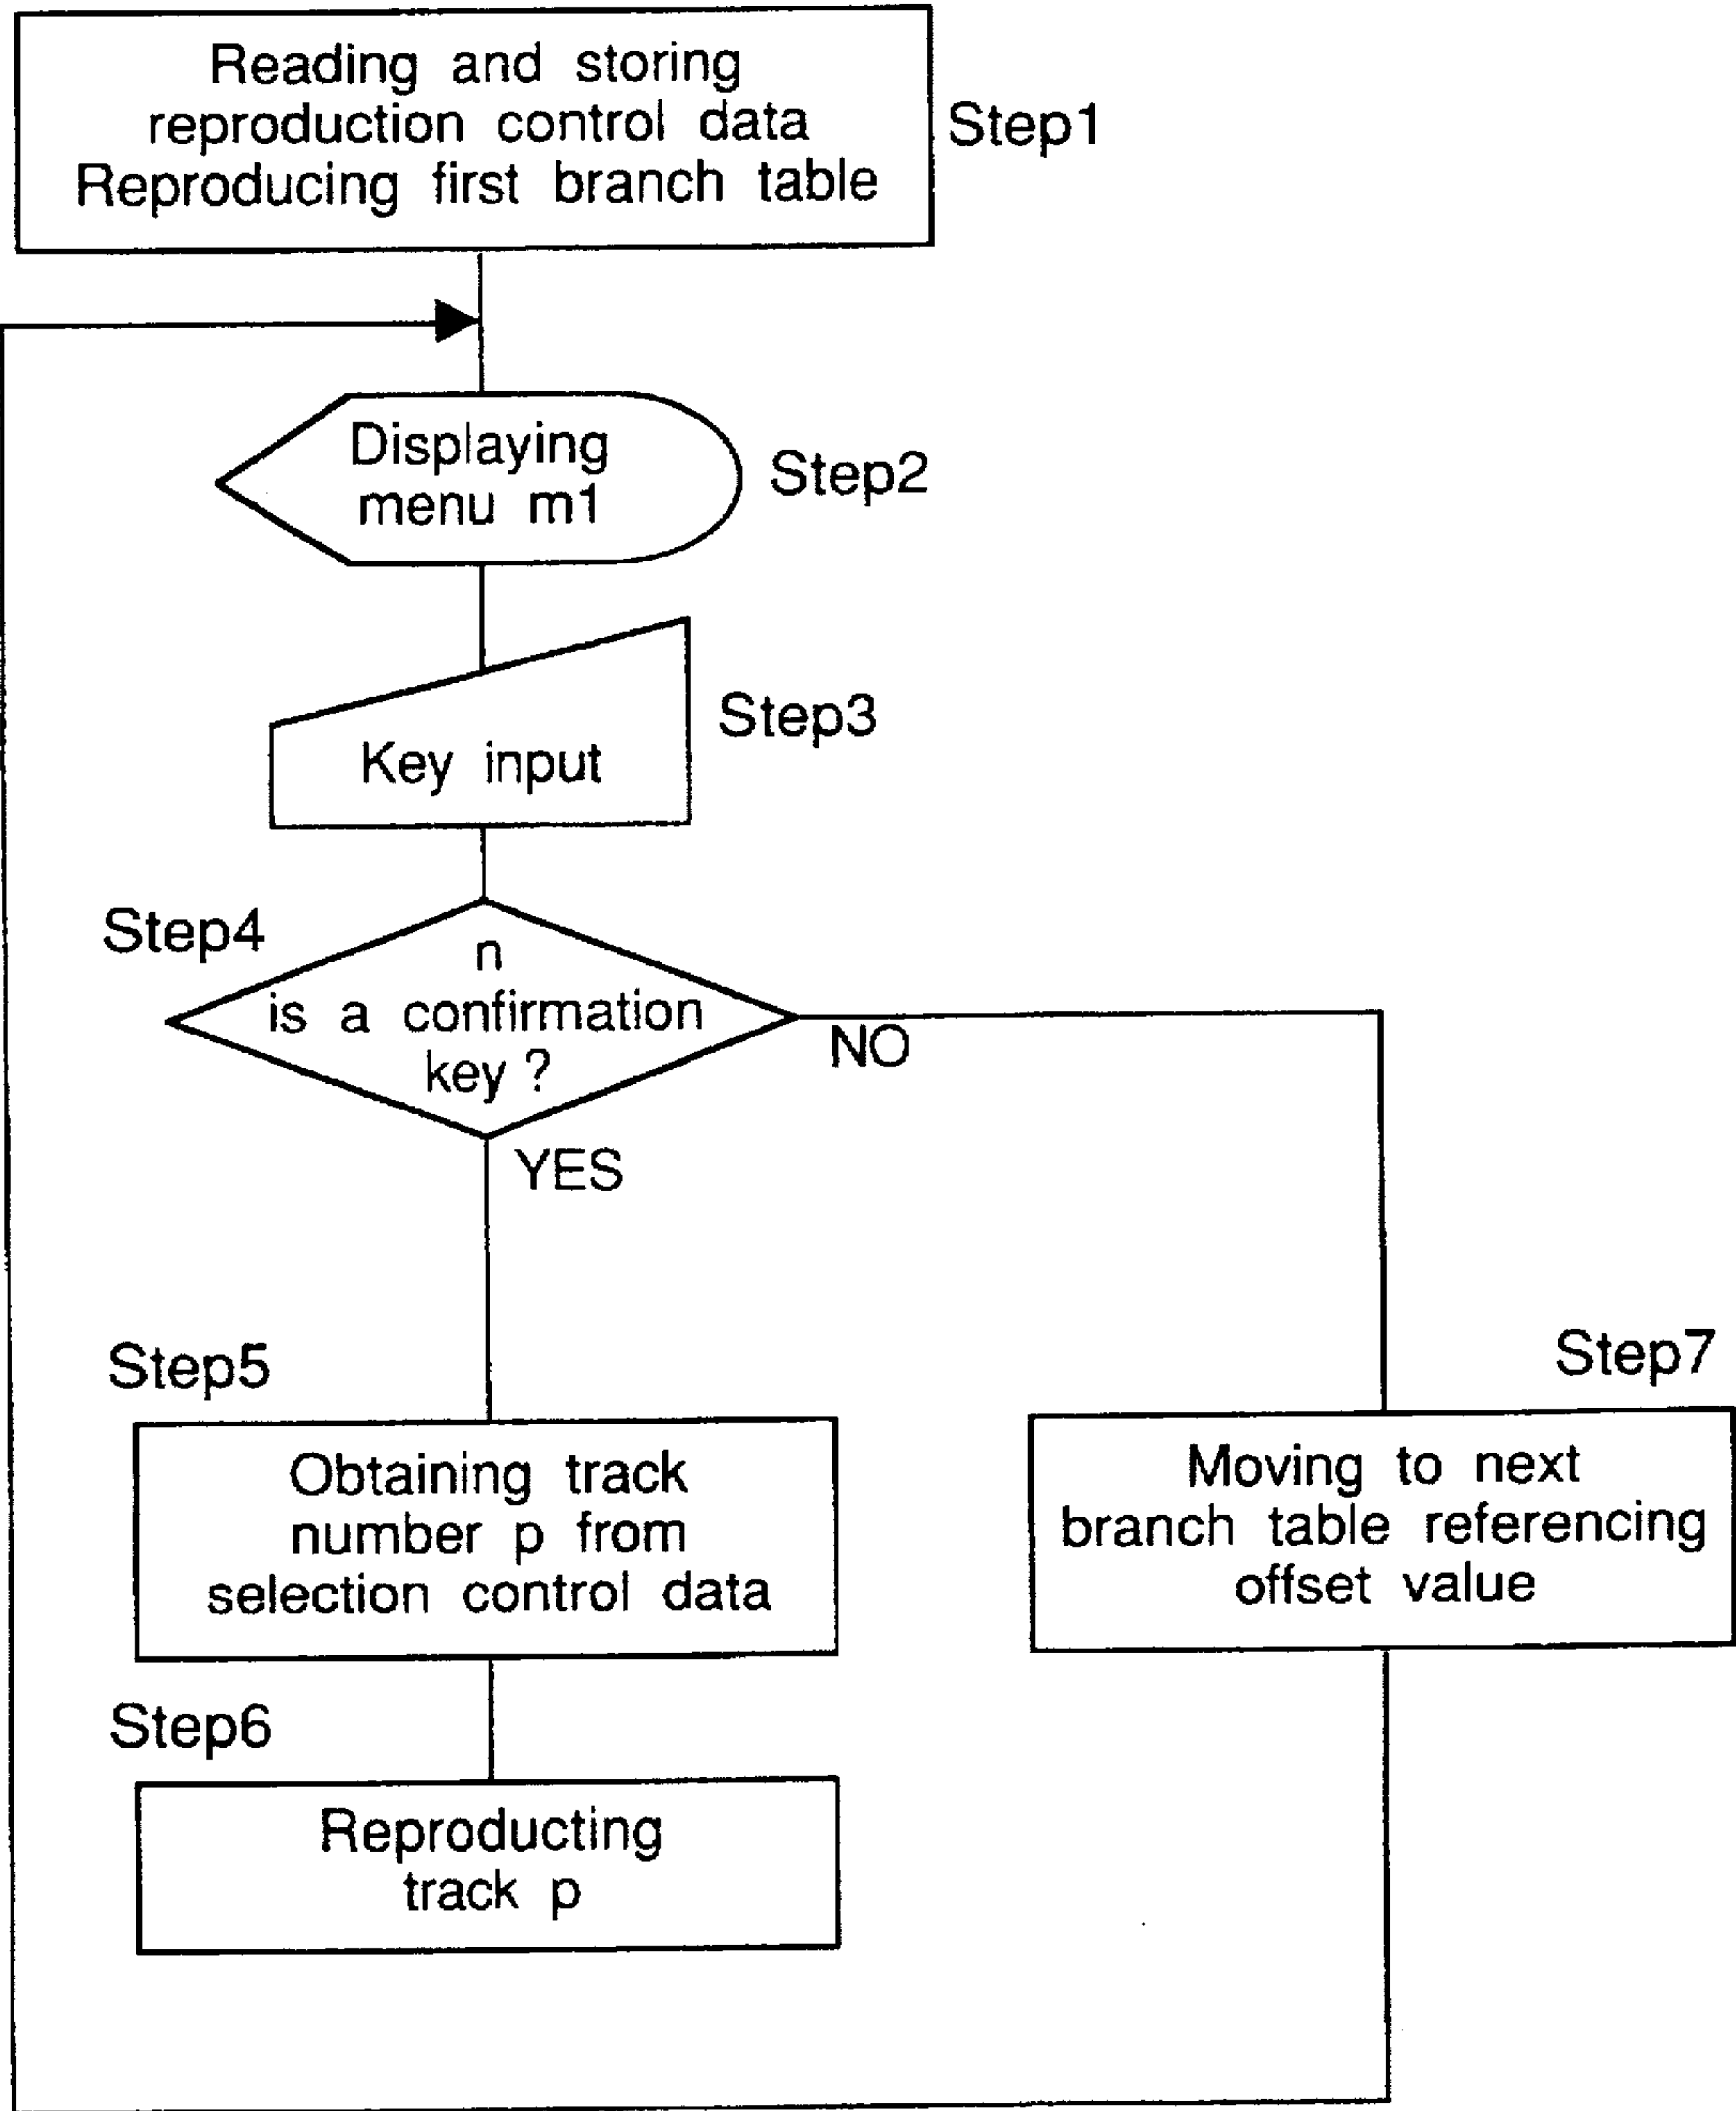 Reading and storing
reproduction control data
Reproducing first branch table
Step1
Displaying
menu m1
Step2
Step3
Key input
Step4
n
is a confirmation
key ?
NO
YES
Step5
Obtaining track
number p from
selection control data
Step7
Moving to next
branch table referencing
offset value
Step6
Reproducting
track p